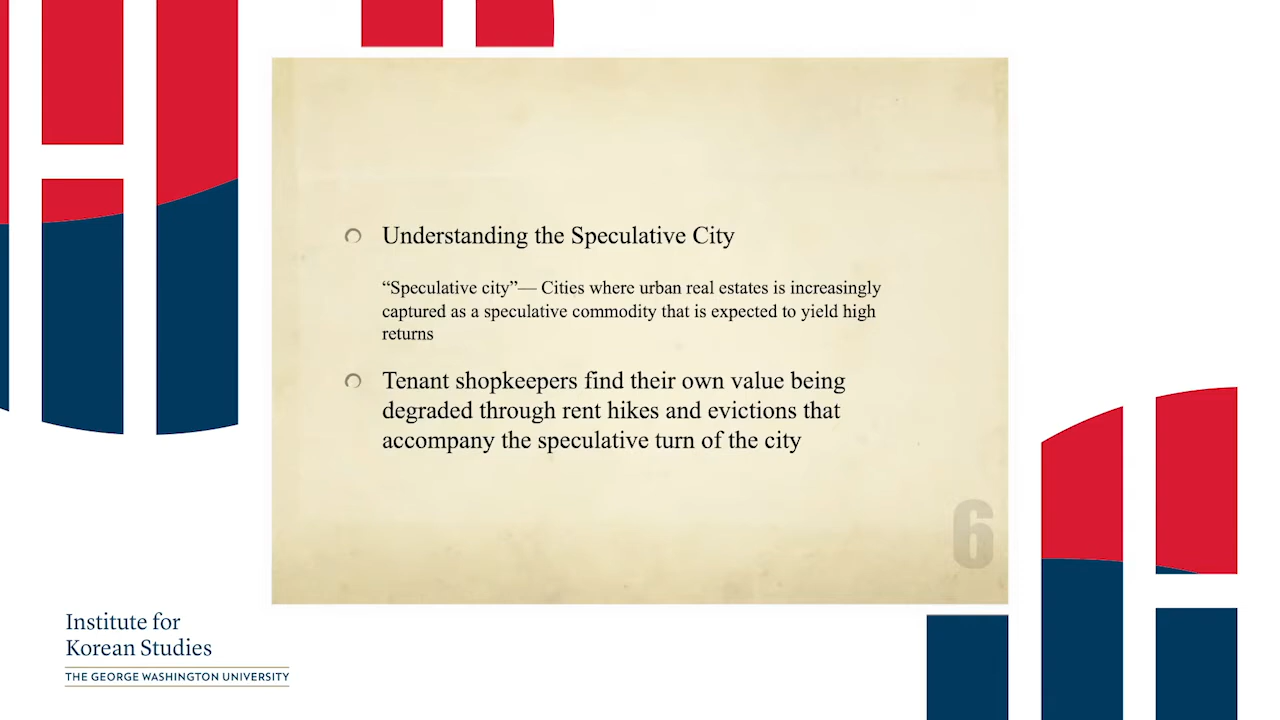 Understanding the Speculative City
“Speculative city”— Cities where urban real estates is increasingly
captured as a speculative commodity that is expected to yield high
returns
Tenant shopkeepers find their own value being
degraded through rent hikes and evictions that
accompany the speculative turn of the city
6
Institute for
Korean Studies
THE GEORGE WASHINGTON UNIVERSITY